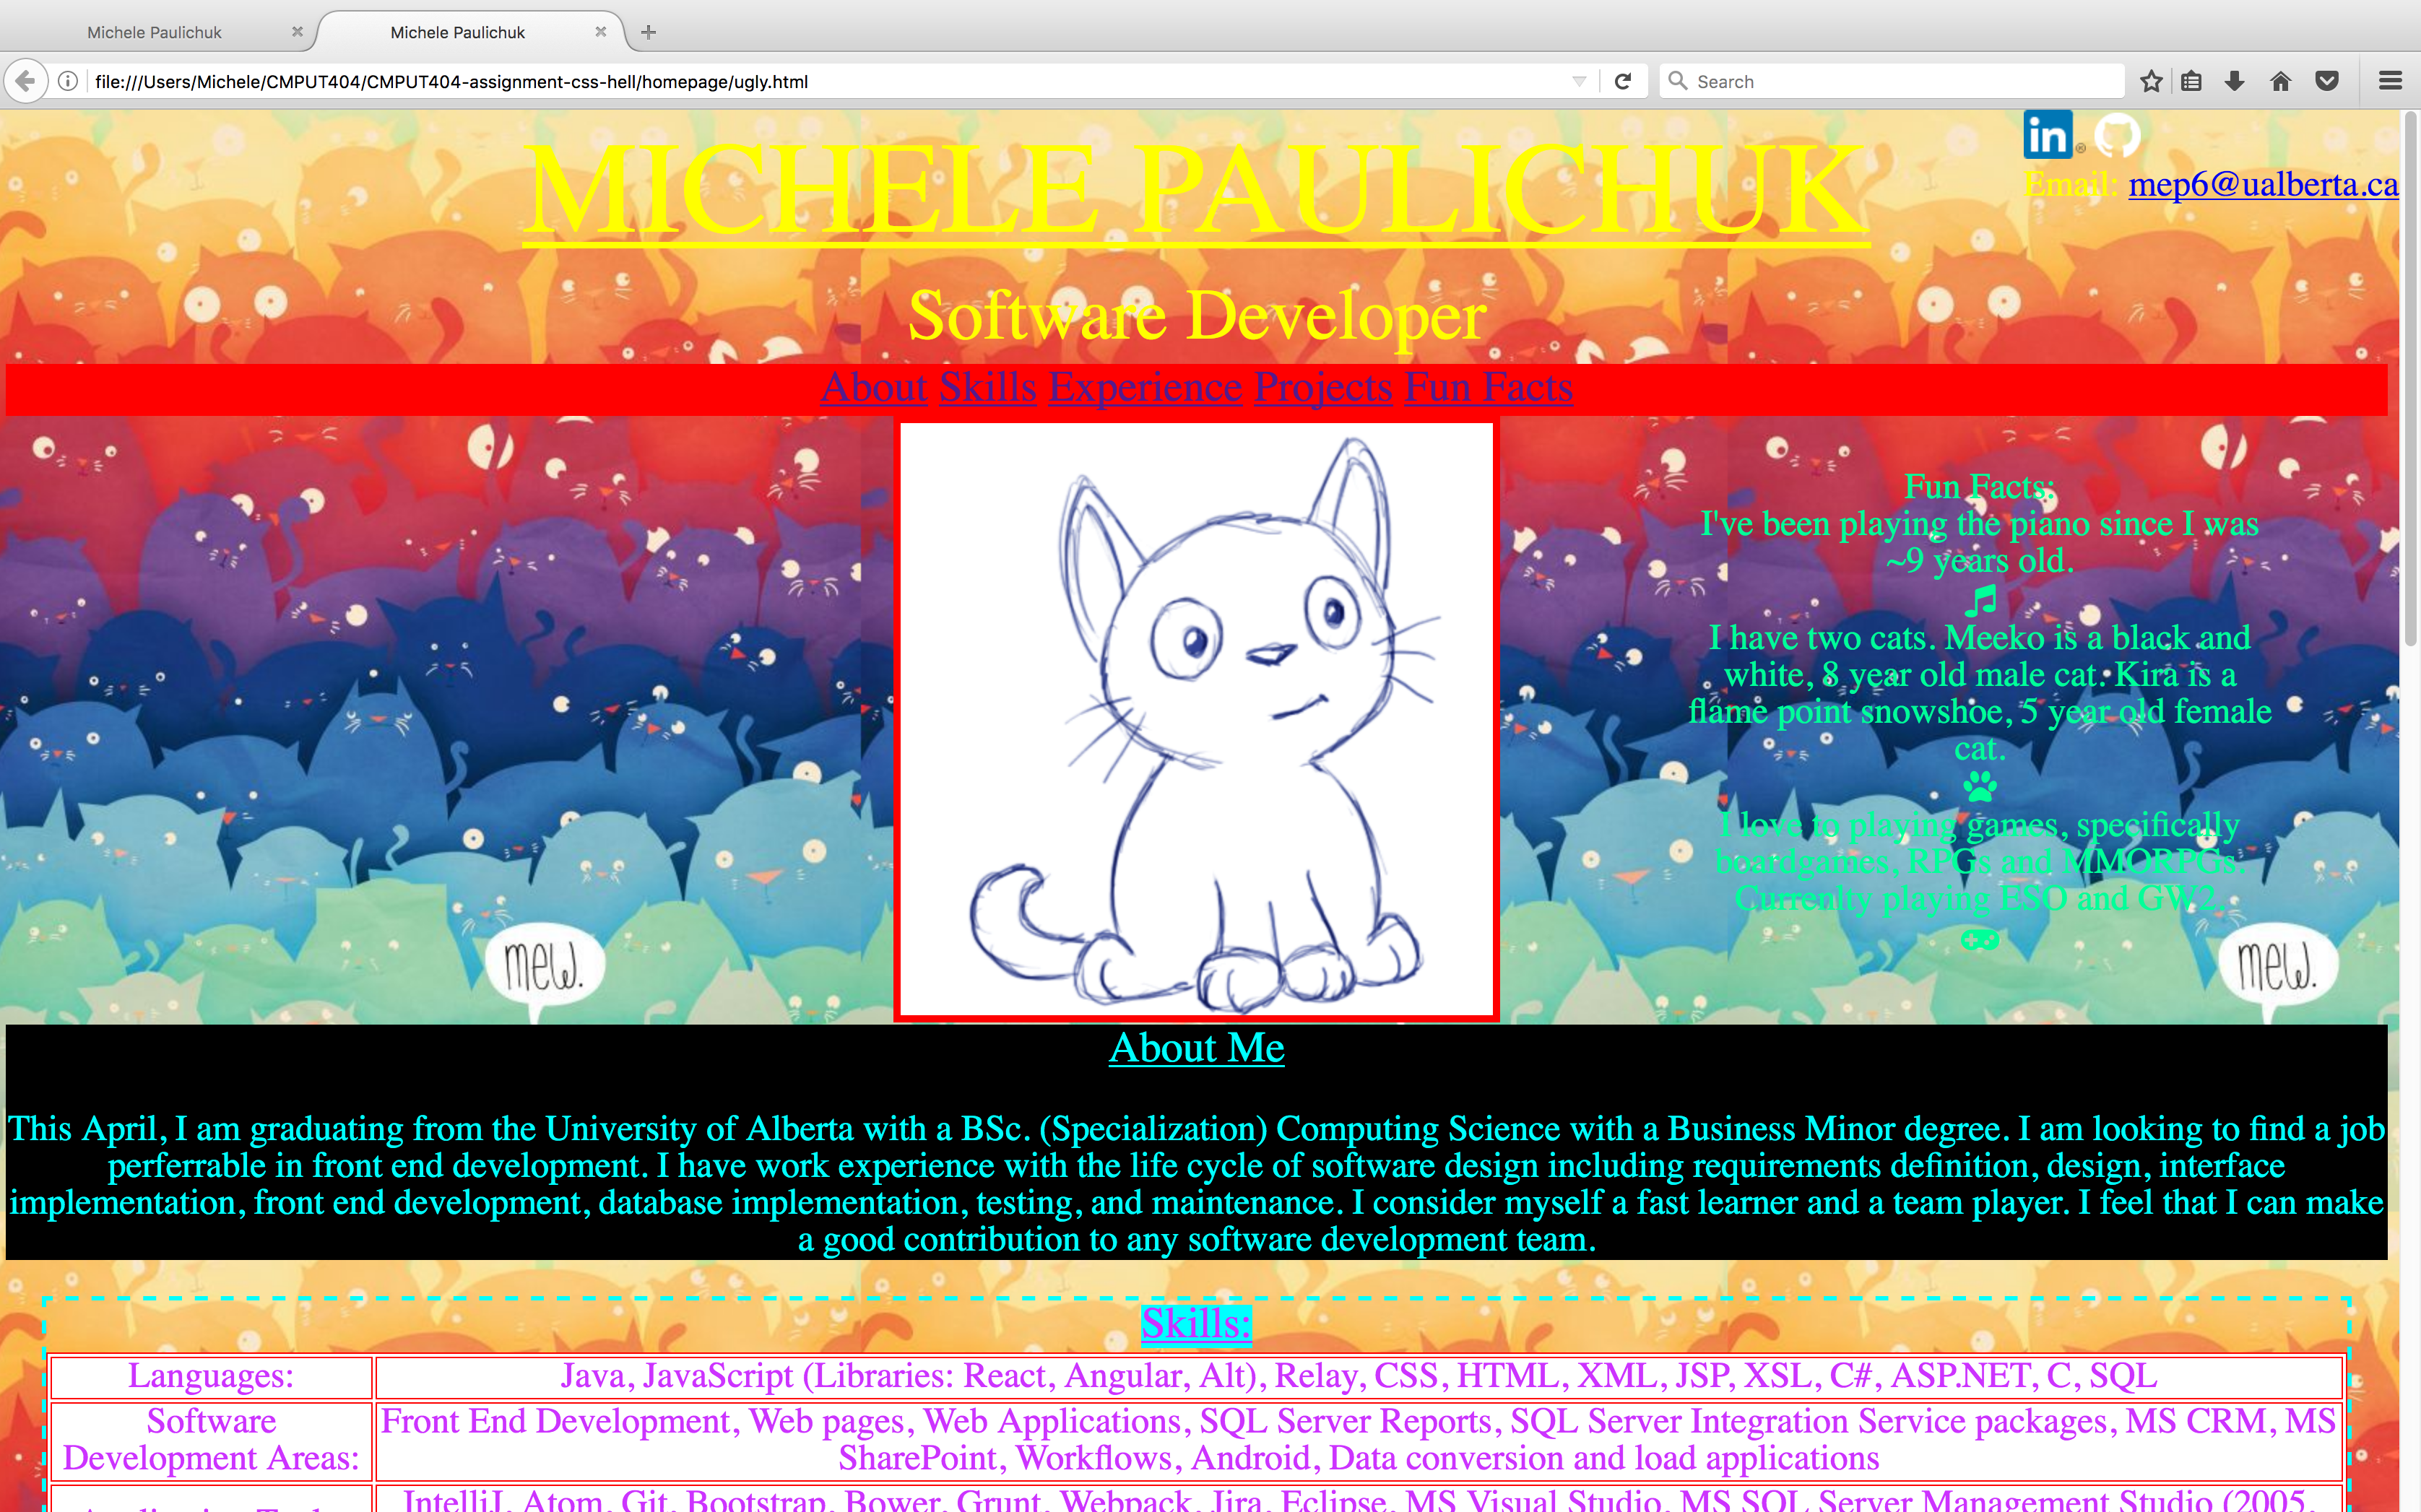 Michele Paulichuk
Michele Paulichuk
file:///Users/Michele/CMPUT404/CMPUT404-assignment-css-hell/homepage/ugly.html
Search
in
Email: mep6@ualberta.ca
MICHELE PAULICHUK
Software Developer
About Skills Experience Projects Fun Facts
Fun Facts:
I've been playing the piano since I was
~9 years old.
I have two cats. Meeko is a black and
white, 8 year old male cat. Kira is a
flame point snowshoe, 5 year old female
cat.
I love to playing games, specifically
boardgames, RPGs and MMORPGs.
Currenlty playing ESO and GW2.
mew.
mew.
About Me
This April, I am graduating from the University of Alberta with a BSc. (Specialization) Computing Science with a Business Minor degree. I am looking to find a job
perferrable in front end development. I have work experience with the life cycle of software design including requirements definition, design, interface
implementation, front end development, database implementation, testing, and maintenance. I consider myself a fast learner and a team player. I feel that I can make
a good contribution to any software development team.
Skills:
Languages:
Java, JavaScript (Libraries: React, Angular, Alt), Relay, CSS, HTML, XML, JSP, XSL, C#, ASP.NET, C, SQL
Software
Development Areas:
Front End Development, Web pages, Web Applications, SQL Server Reports, SQL Server Integration Service packages, MS CRM, MS
SharePoint, Workflows, Android, Data conversion and load applications
IntelliJ, Atom, Git, Bootstrap, Bower, Grunt, Webpack, Jira, Eclipse, MS Visual Studio, MS SQL Server Management Studio (2005,